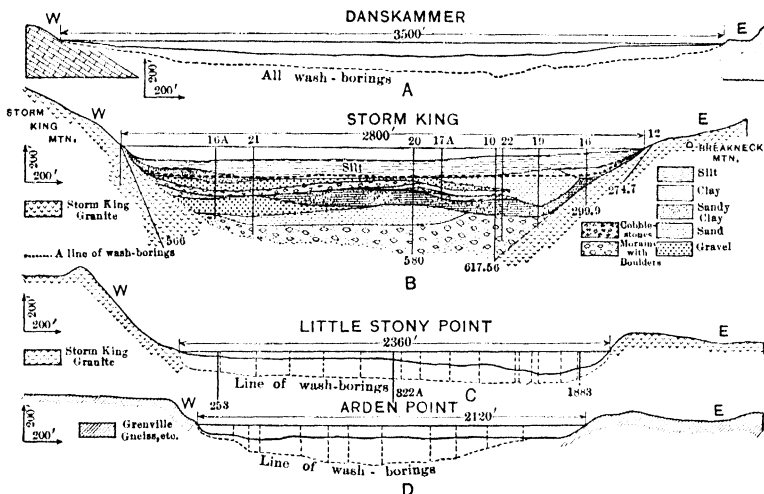 DANSKAMMER
W 3500' E
200'
200'
All wash-borings
A
STORM KING
STORM KING MTN.
W 2800' E
16A 21 20 17A 10 22 19 16 12
BREAKNECK MTN.
200'
200'
Silt
Silt
Clay
Sandy Clay
Sand
Gravel
Storm King Granite
Cobble-stones
Morain with Boulders
274.7
209.9
566
580
617.56
A line of wash-borings
B
LITTLE STONY POINT
W 2360' E
200'
200'
Storm King Granite
Line of wash-borings
C
253 822A 1883
ARDEN POINT
W 2120' E
200'
200'
Grenville Gneiss, etc.
Line of wash-borings
D